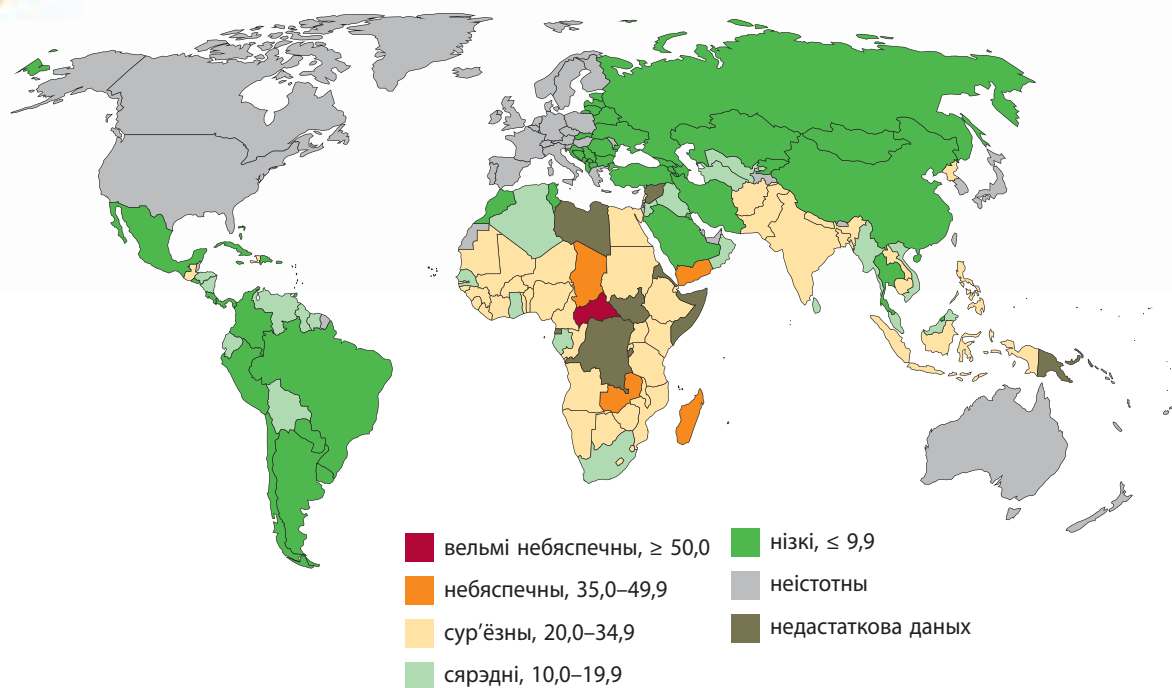 вельмі небяспечны, ≥ 50,0
небяспечны, 35,0–49,9
сур'ёзны, 20,0–34,9
сярэдні, 10,0–19,9
нізкі, ≤ 9,9
неістотны
недастаткова даных